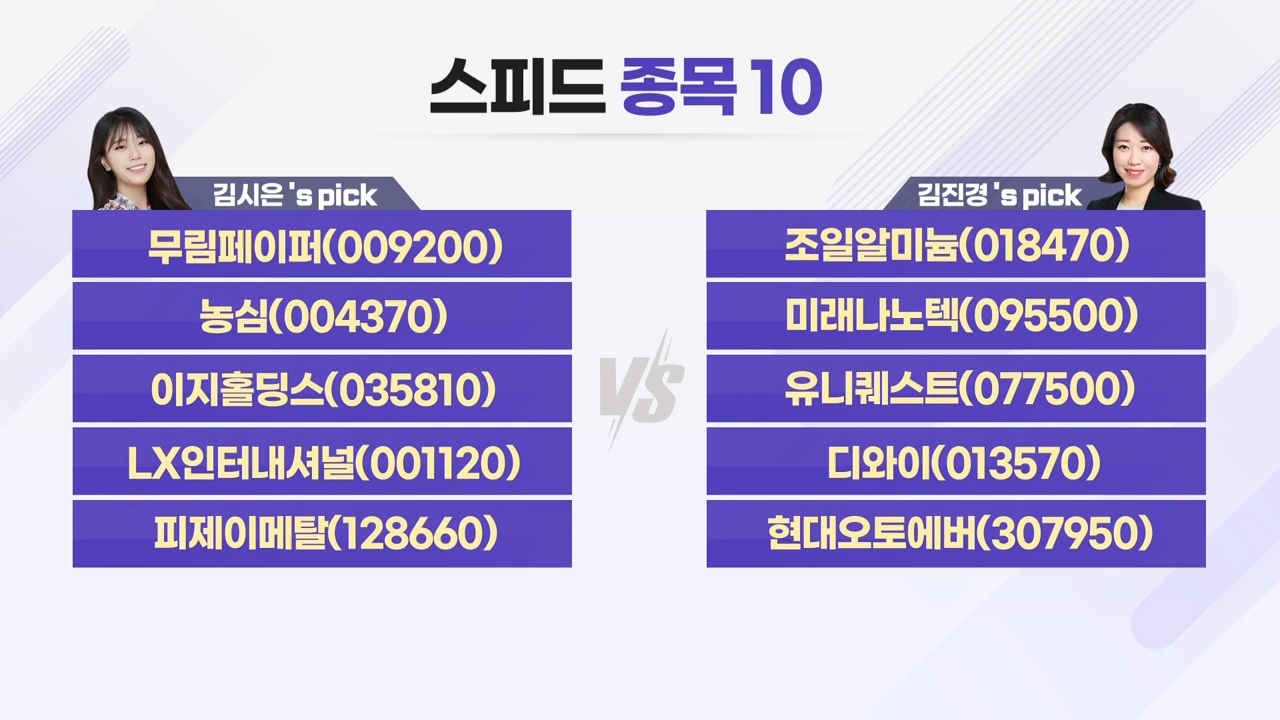 스피드 종목 10
김시은 's pick
무림페이퍼(009200)
농심(004370)
이지홀딩스(035810)
LX인터내셔널(001120)
피제이메탈(128660)
VS
김진경 's pick
조일알미늄(018470)
미래나노텍(095500)
유니퀘스트(077500)
디와이(013570)
현대오토에버(307950)